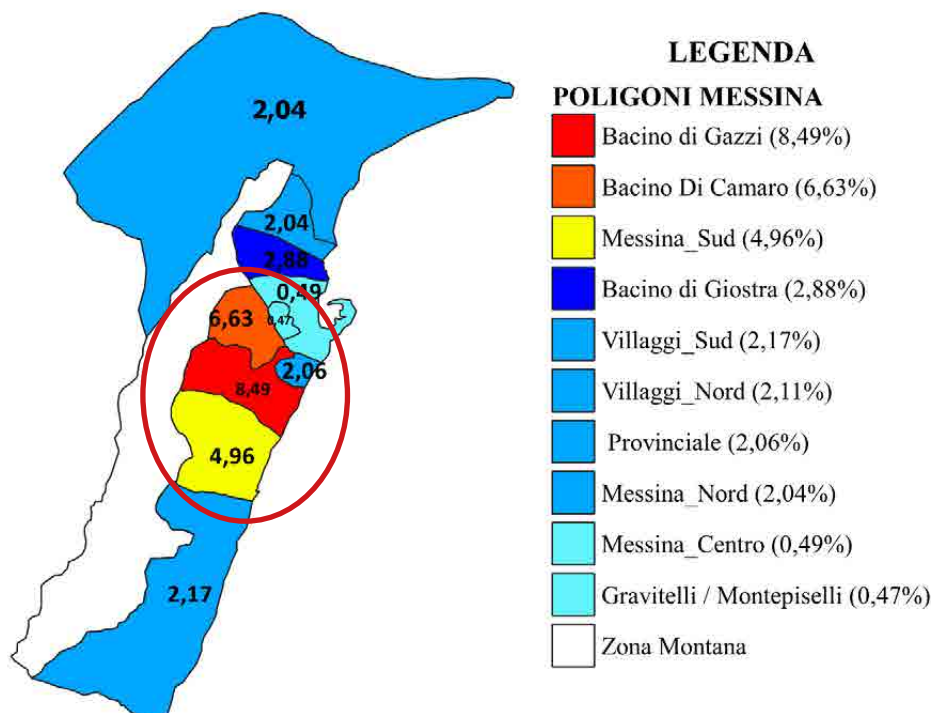 2,04
2,04
2,88
0,49
0,47
6,63
2,06
8,49
4,96
2,17
LEGENDA
POLIGONI MESSINA
Bacino di Gazzi (8,49%)
Bacino Di Camaro (6,63%)
Messina_Sud (4,96%)
Bacino di Giostra (2,88%)
Villaggi_Sud (2,17%)
Villaggi_Nord (2,11%)
Provinciale (2,06%)
Messina_Nord (2,04%)
Messina_Centro (0,49%)
Gravitelli / Montepiselli (0,47%)
Zona Montana